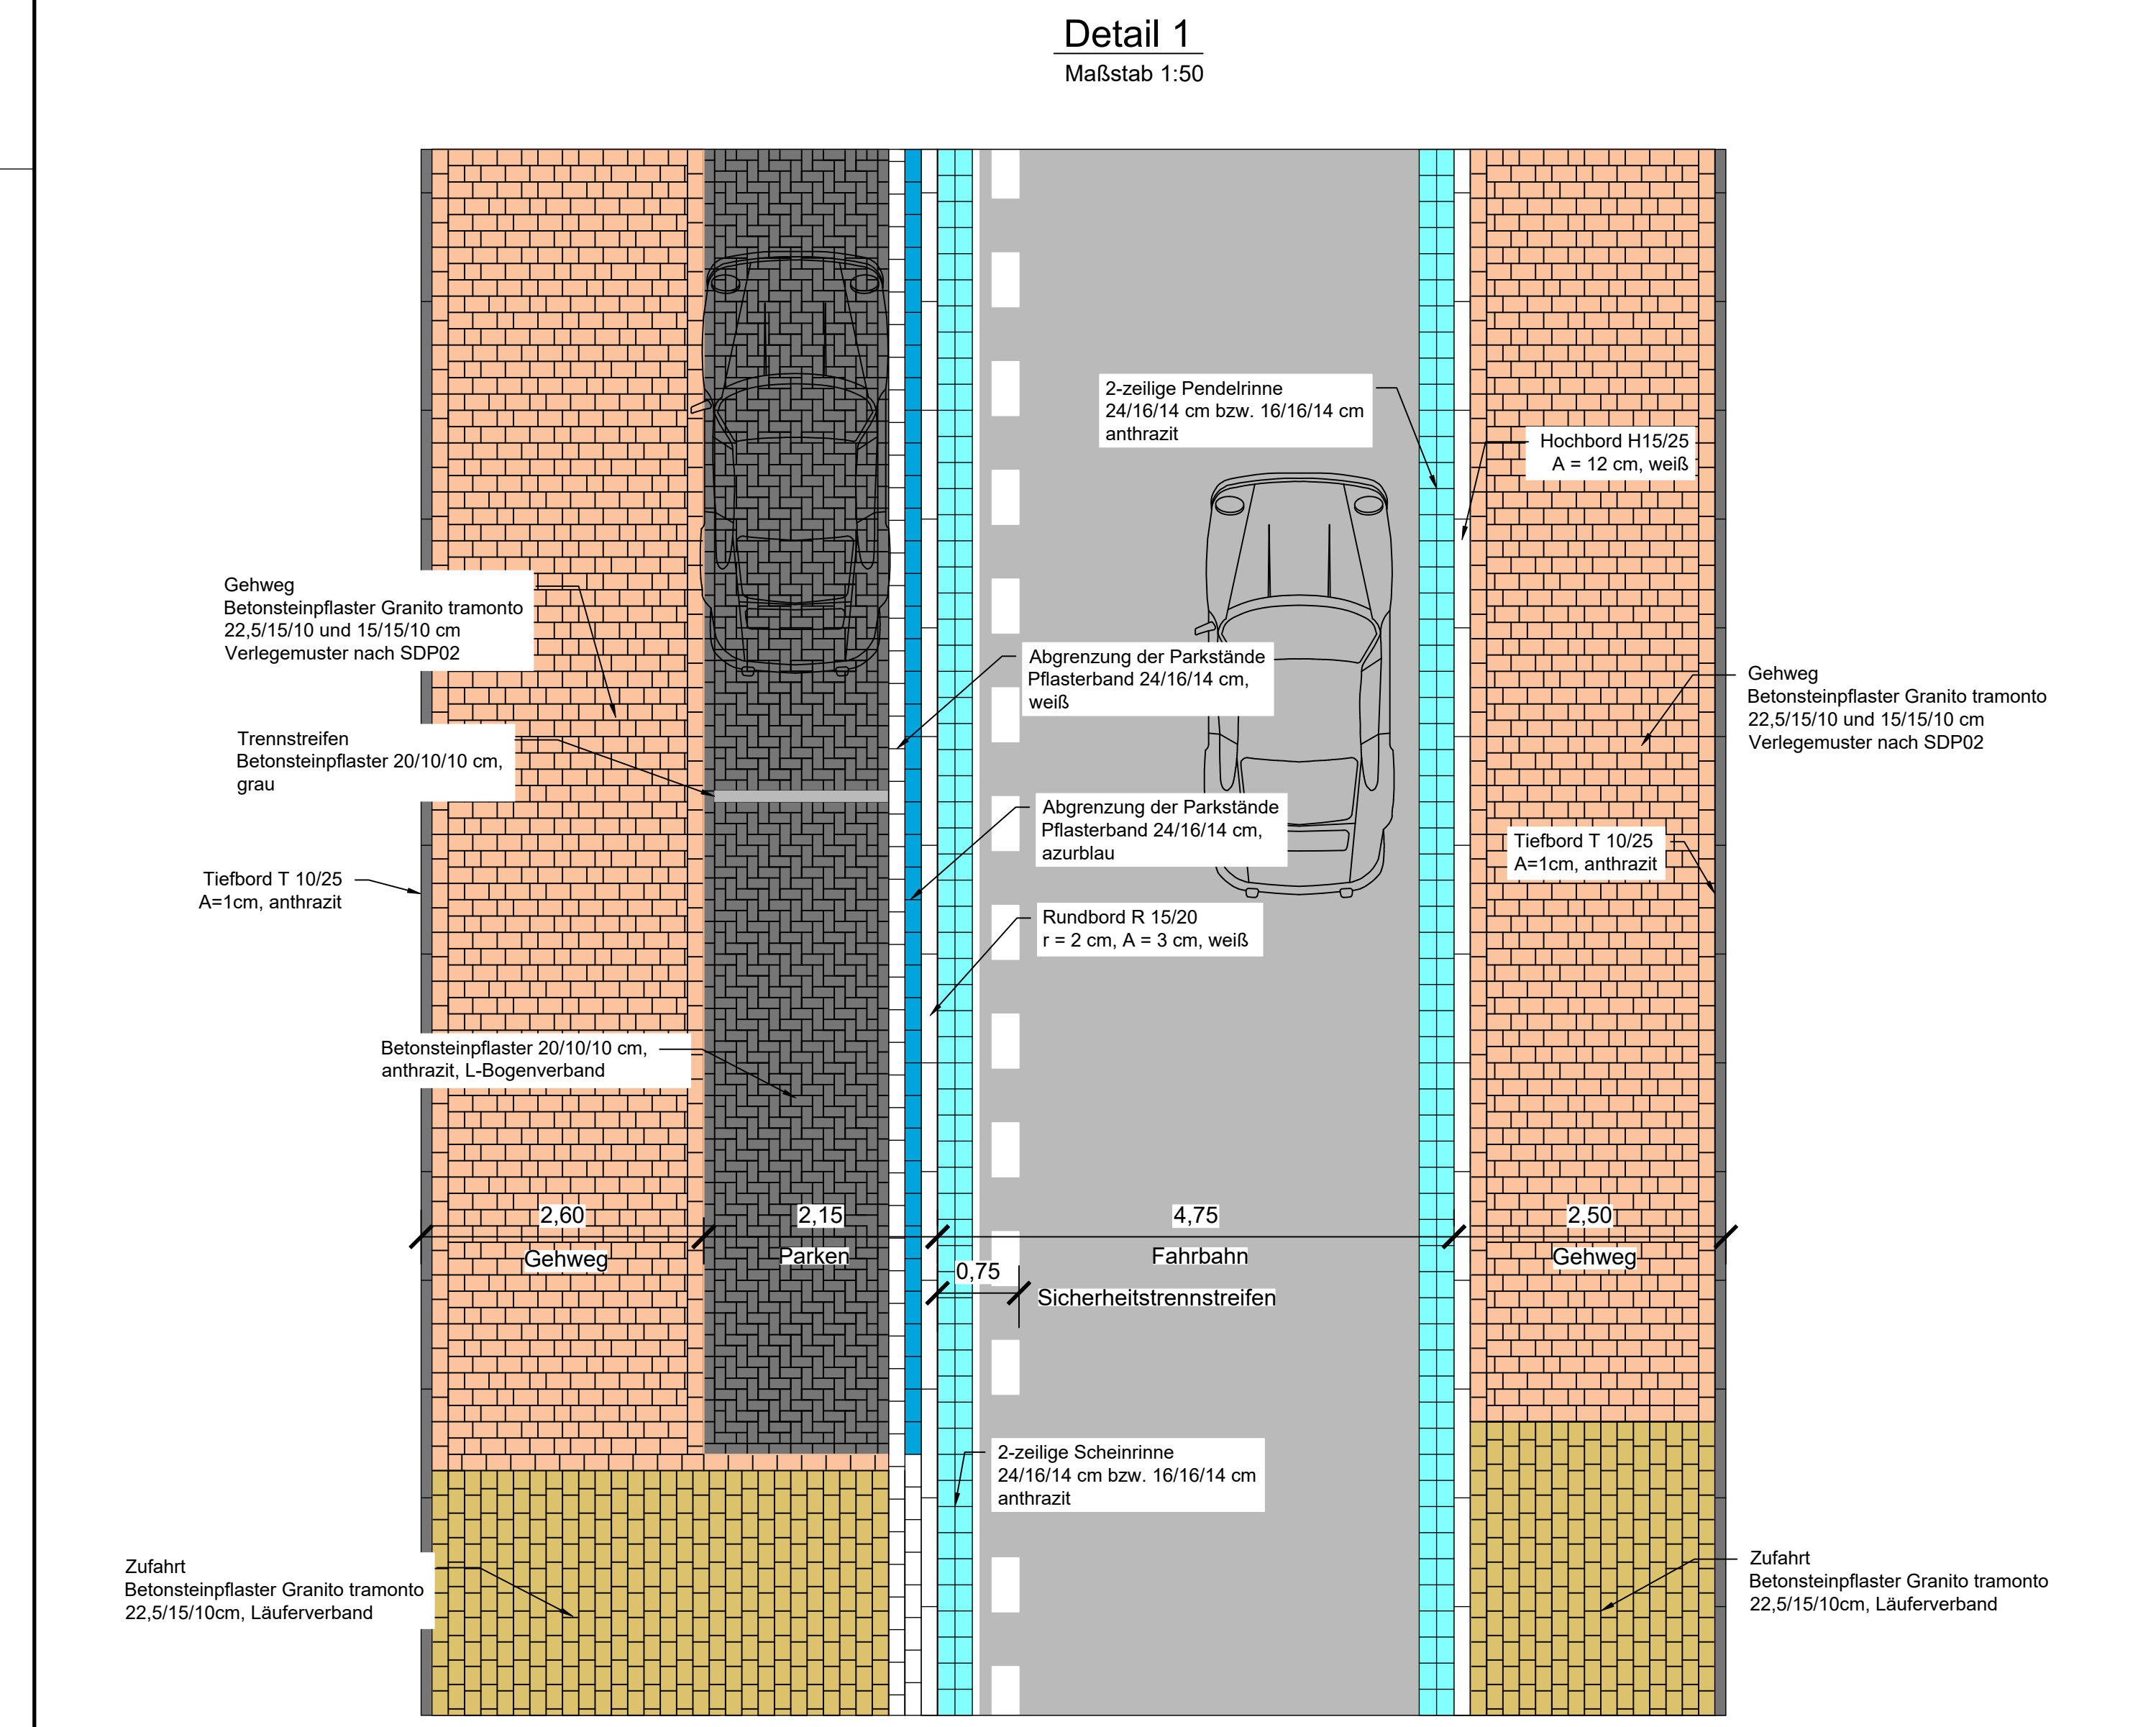 Detail 1
Maßstab 1:50
2-zeilige Pendelrinne
24/16/14 cm bzw. 16/16/14 cm
anthrazit
Hochbord H15/25
A = 12 cm, weiß
Gehweg
Betonsteinpflaster Granito tramonto
22,5/15/10 und 15/15/10 cm
Verlegemuster nach SDP02
Abgrenzung der Parkstände
Pflasterband 24/16/14 cm,
weiß
Gehweg
Betonsteinpflaster Granito tramonto
22,5/15/10 und 15/15/10 cm
Verlegemuster nach SDP02
Trennstreifen
Betonsteinpflaster 20/10/10 cm,
grau
Abgrenzung der Parkstände
Pflasterband 24/16/14 cm,
azurblau
Tiefbord T 10/25
A=1cm, anthrazit
Tiefbord T 10/25
A=1cm, anthrazit
Rundbord R 15/20
r = 2 cm, A = 3 cm, weiß
Betonsteinpflaster 20/10/10 cm,
anthrazit, L-Bogenverband
2,60
2,15
4,75
2,50
Gehweg
Parken
Fahrbahn
Gehweg
0,75
Sicherheitstrennstreifen
2-zeilige Scheinrinne
24/16/14 cm bzw. 16/16/14 cm
anthrazit
Zufahrt
Betonsteinpflaster Granito tramonto
22,5/15/10cm, Läuferverband
Zufahrt
Betonsteinpflaster Granito tramonto
22,5/15/10cm, Läuferverband